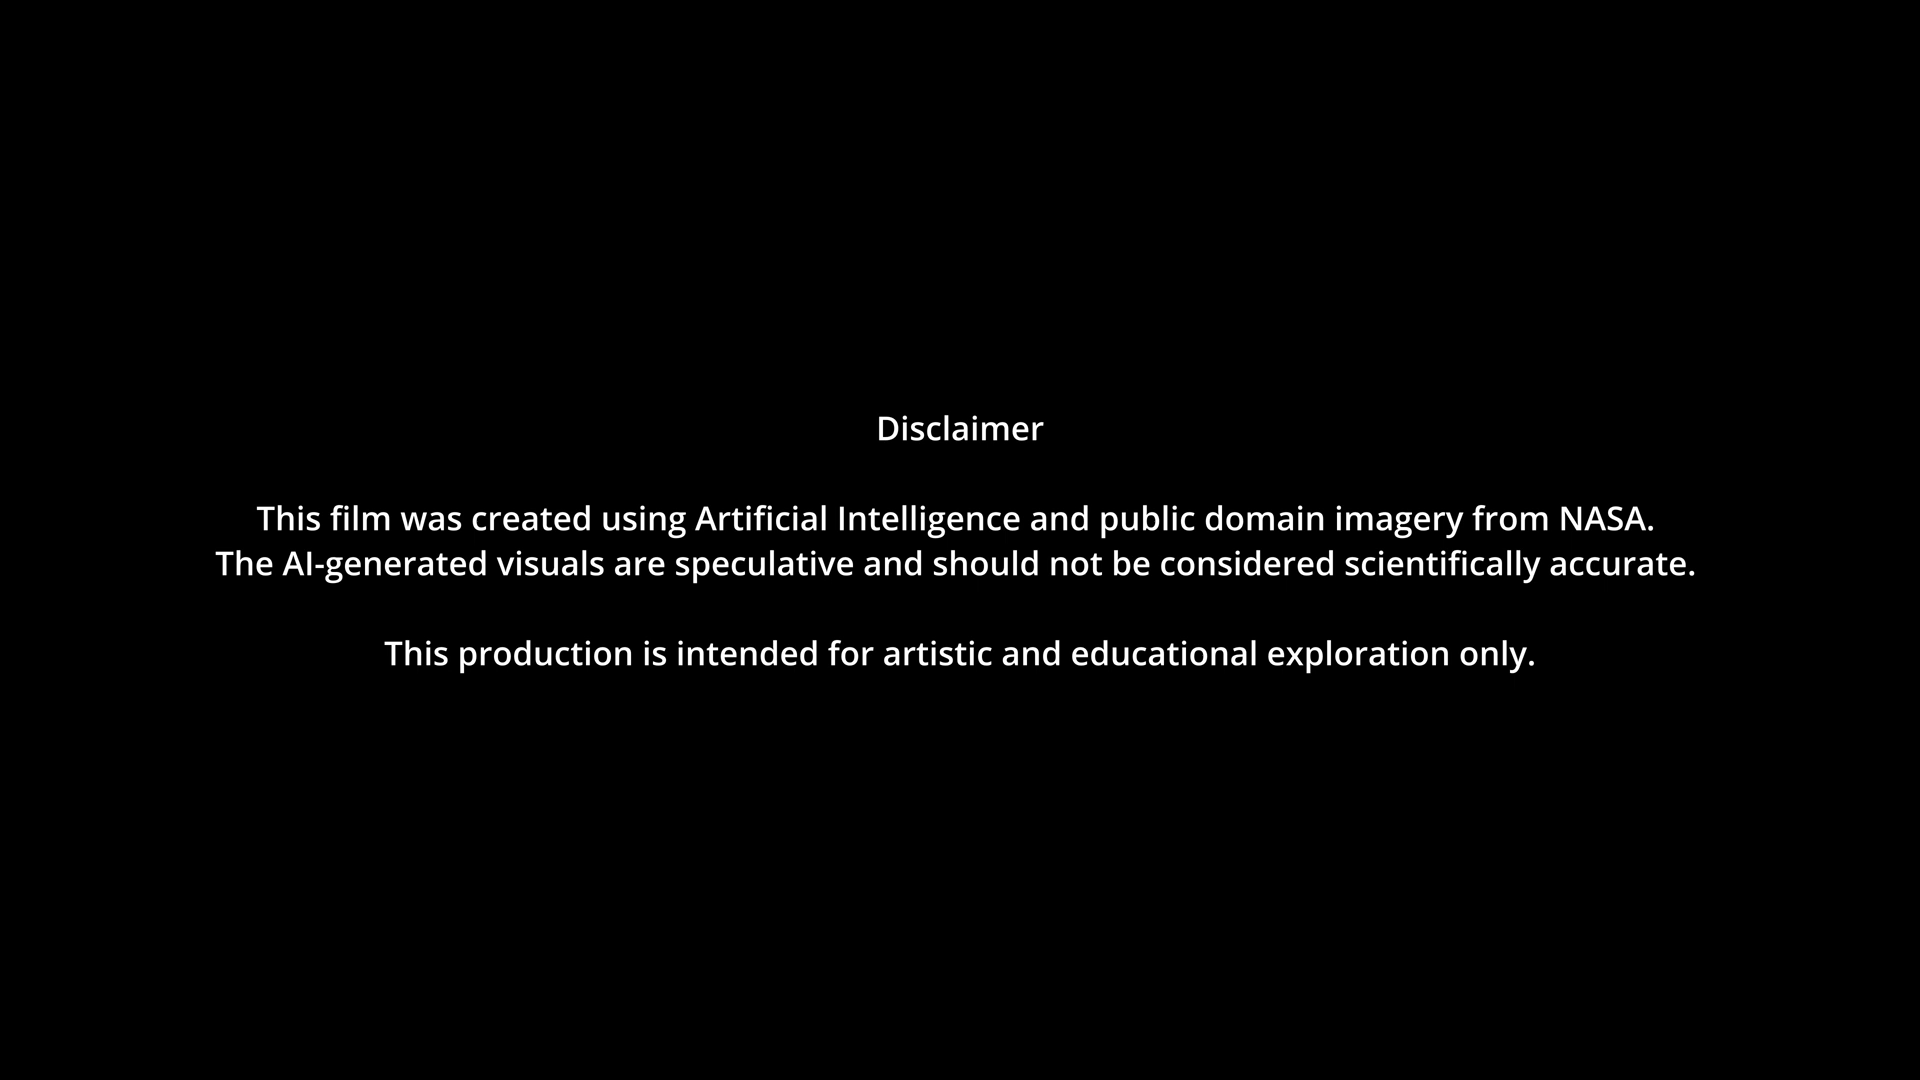 Disclaimer
This film was created using Artificial Intelligence and public domain imagery from NASA.
The AI-generated visuals are speculative and should not be considered scientifically accurate.
This production is intended for artistic and educational exploration only.